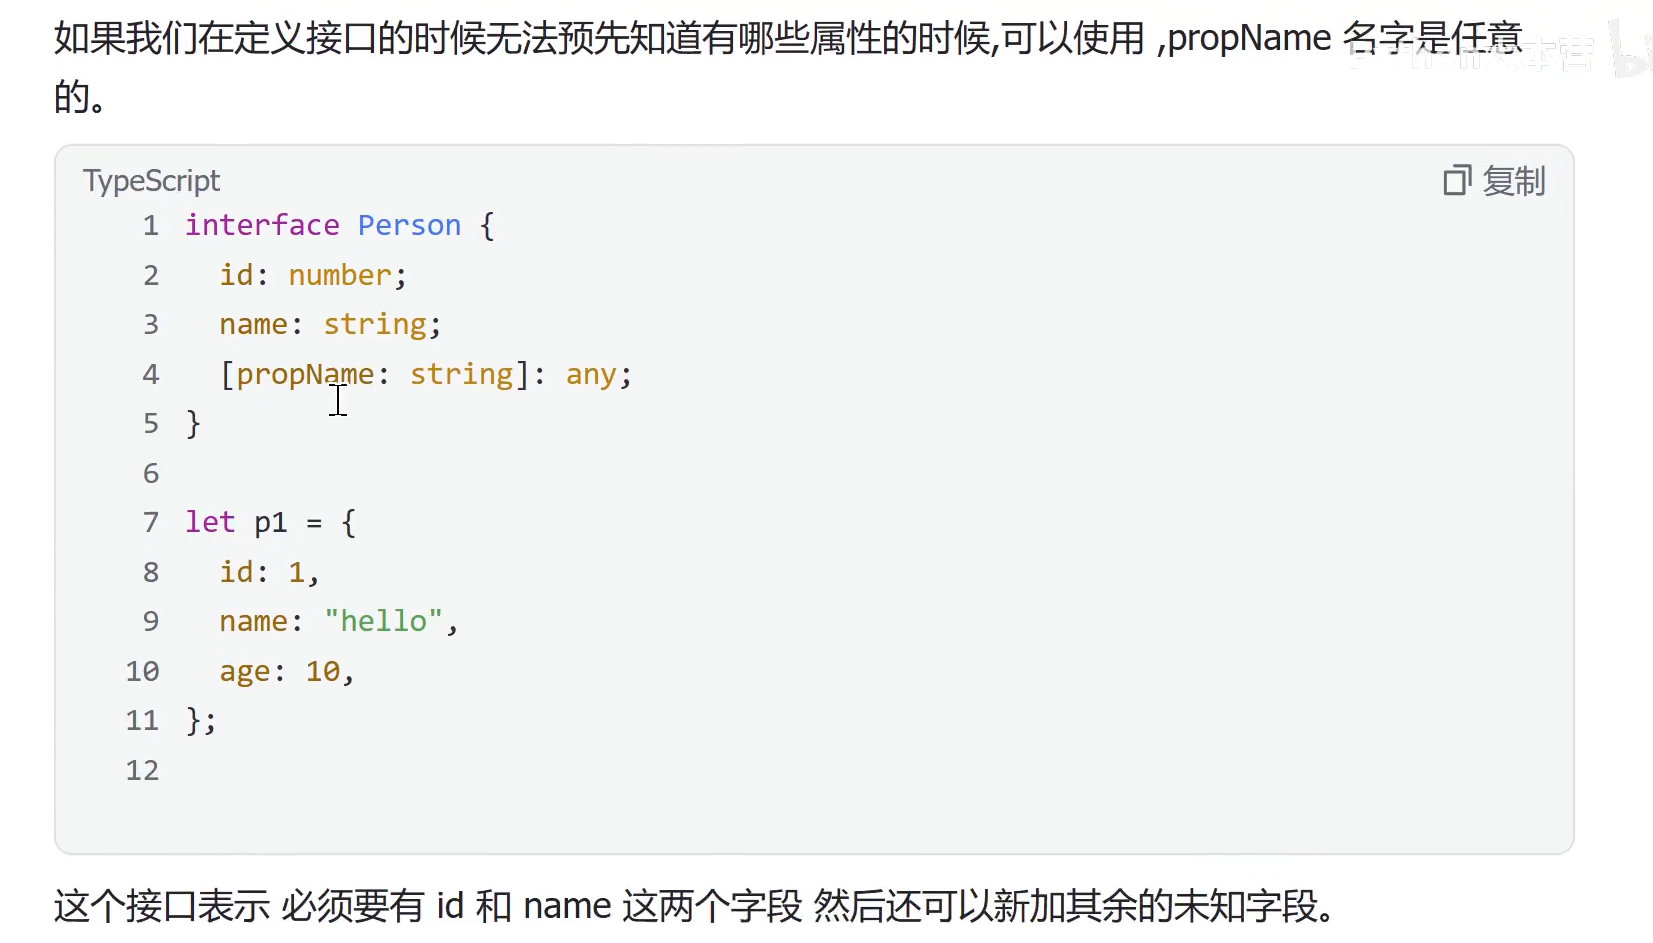 如果我们在定义接口的时候无法预先知道有哪些属性的时候,可以使用 ,propName 名字是任意
的。
TypeScript
复制
1 interface Person {
2   id: number;
3   name: string;
4   [propName: string]: any;
5 }
6
7 let p1 = {
8   id: 1,
9   name: "hello",
10   age: 10,
11 };
12
这个接口表示 必须要有 id 和 name 这两个字段 然后还可以新加其余的未知字段。